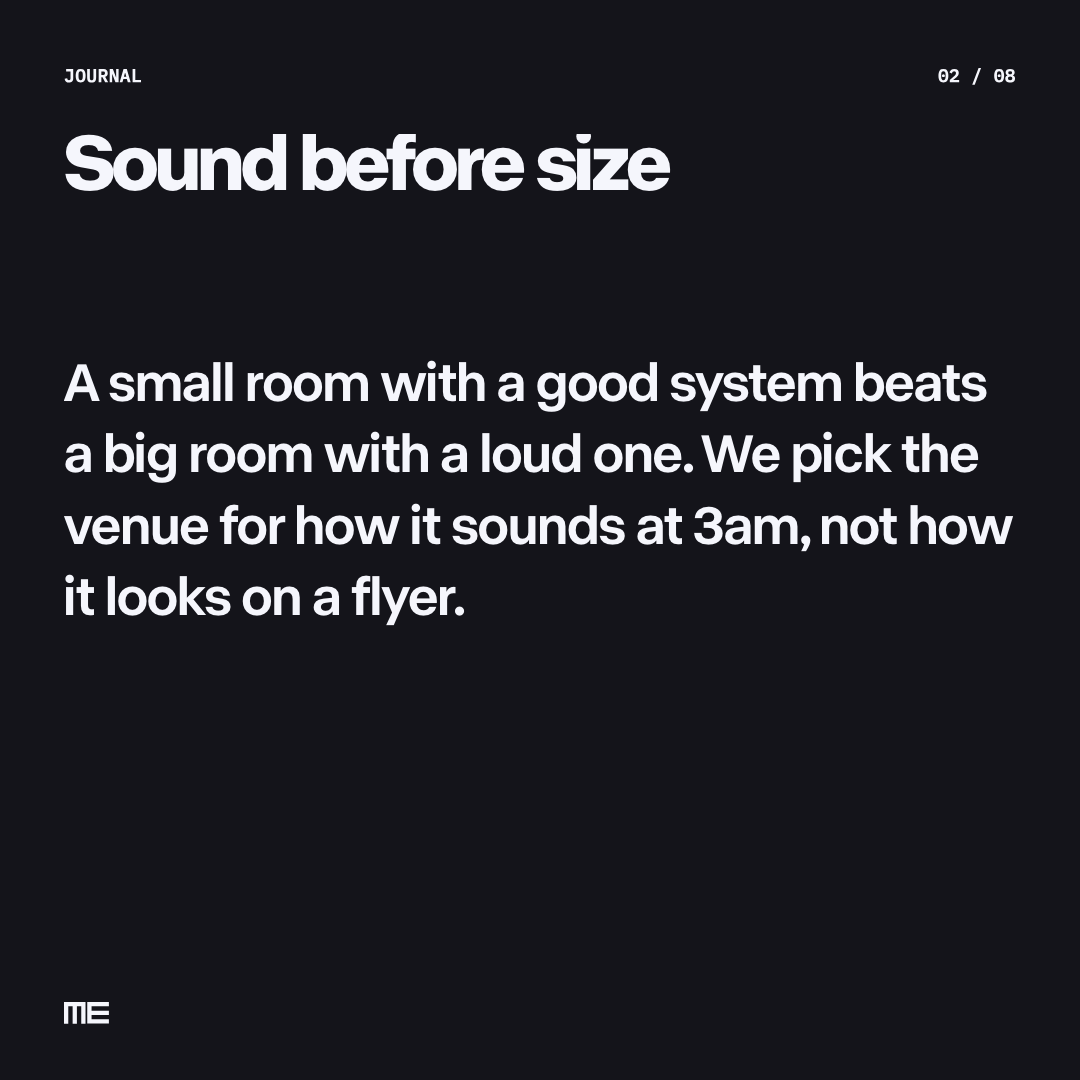 JOURNAL
02 / 08
Sound before size
A small room with a good system beats
a big room with a loud one. We pick the
venue for how it sounds at 3am, not how
it looks on a flyer.
ME